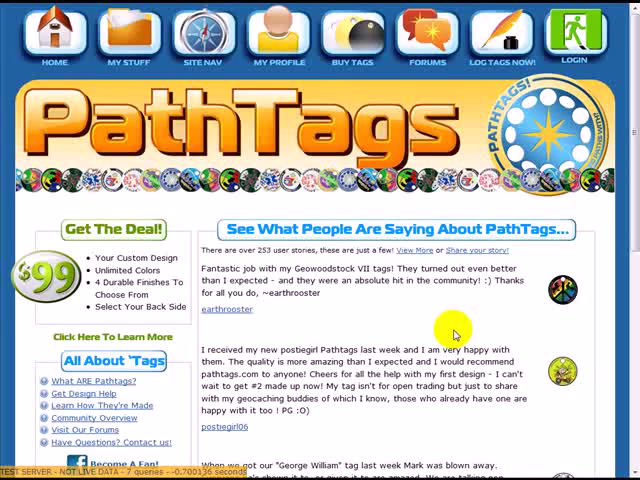 HOME
MY STUFF
SITE NAV
MY PROFILE
BUY TAGS
FORUMS
LOG TAGS NOW!
LOGIN
PathTags
PATHTAGS!
Get The Deal!
$99
Your Custom Design
Unlimited Colors
4 Durable Finishes To
Choose From
Select Your Back Side
Click Here To Learn More
All About 'Tags
What ARE Pathtags?
Get Design Help
Learn How They're Made
Community Overview
Visit Our Forums
Have Questions? Contact us!
Become A Fan!
See What People Are Saying About PathTags...
There are over 253 user stories, these are just a few! View More or Share your story!
Fantastic job with my Geowoodstock VII tags! They turned out even better
than I expected - and they were an absolute hit in the community! :) Thanks
for all you do, ~earthrooster
earthrooster
I received my new postiegirl Pathtags last week and I am very happy with
them. The quality is more amazing than I expected and I would recommend
pathtags.com to anyone! Cheers for all the help with my first design - I can't
wait to get #2 made up now! My tag isn't for open trading but just to share
with my geocaching buddies of which I know, those who already have one are
happy with it too ! PG :O)
postiegirl06
When we got our "George William" tag last week Mark was blown away.
TEST SERVER - NOT LIVE DATA - 7 queries - -0.700136 seconds